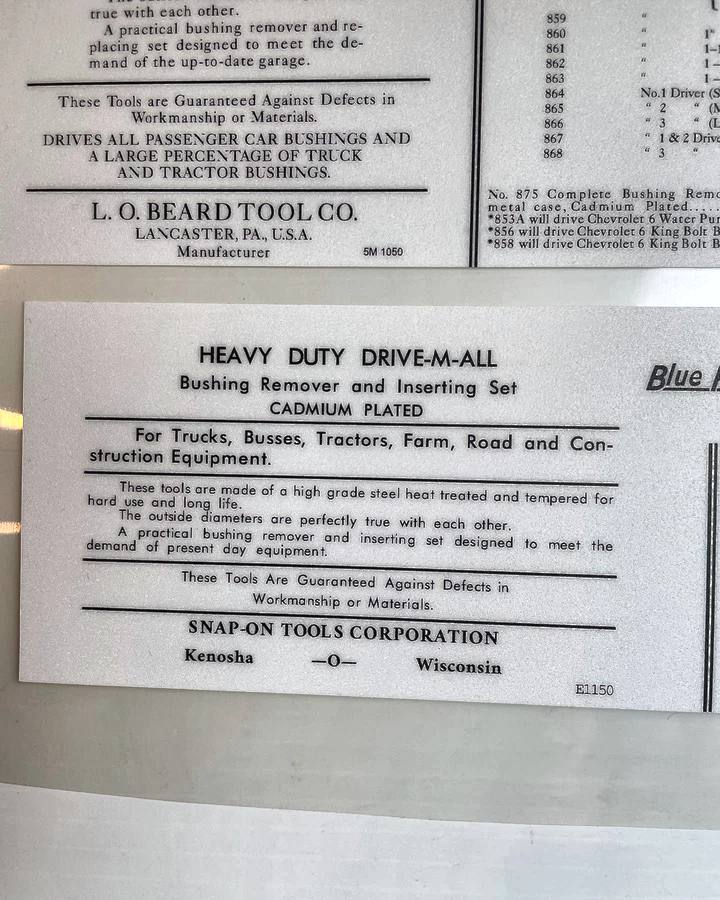 true with each other.
A practical bushing remover and re-
placing set designed to meet the de-
mand of the up-to-date garage.
These Tools are Guaranteed Against Defects in
Workmanship or Materials.
DRIVES ALL PASSENGER CAR BUSHINGS AND
A LARGE PERCENTAGE OF TRUCK
AND TRACTOR BUSHINGS.
L. O. BEARD TOOL CO.
LANCASTER, PA., U.S.A.
Manufacturer 5M 1050
859 "
860 " 1"
861 "
862 "
863 "
864 No.1 Driver
865 " 2 "
866 " 3 "
867 " 1 & 2
868 " 3 "
No. 875 Complete Bushing
metal case, Cadmium Plated.....
*853A will drive Chevrolet 6 Water
*856 will drive Chevrolet 6 King Bolt
*858 will drive Chevrolet 6 King Bolt
HEAVY DUTY DRIVE-M-ALL
Bushing Remover and Inserting Set
CADMIUM PLATED
For Trucks, Busses, Tractors, Farm, Road and Con-
struction Equipment.
These tools are made of a high grade steel heat treated and tempered for
hard use and long life.
The outside diameters are perfectly true with each other.
A practical bushing remover and inserting set designed to meet the
demand of present day equipment.
These Tools Are Guaranteed Against Defects in
Workmanship or Materials.
SNAP-ON TOOLS CORPORATION
Kenosha —O— Wisconsin
E1150
Blue